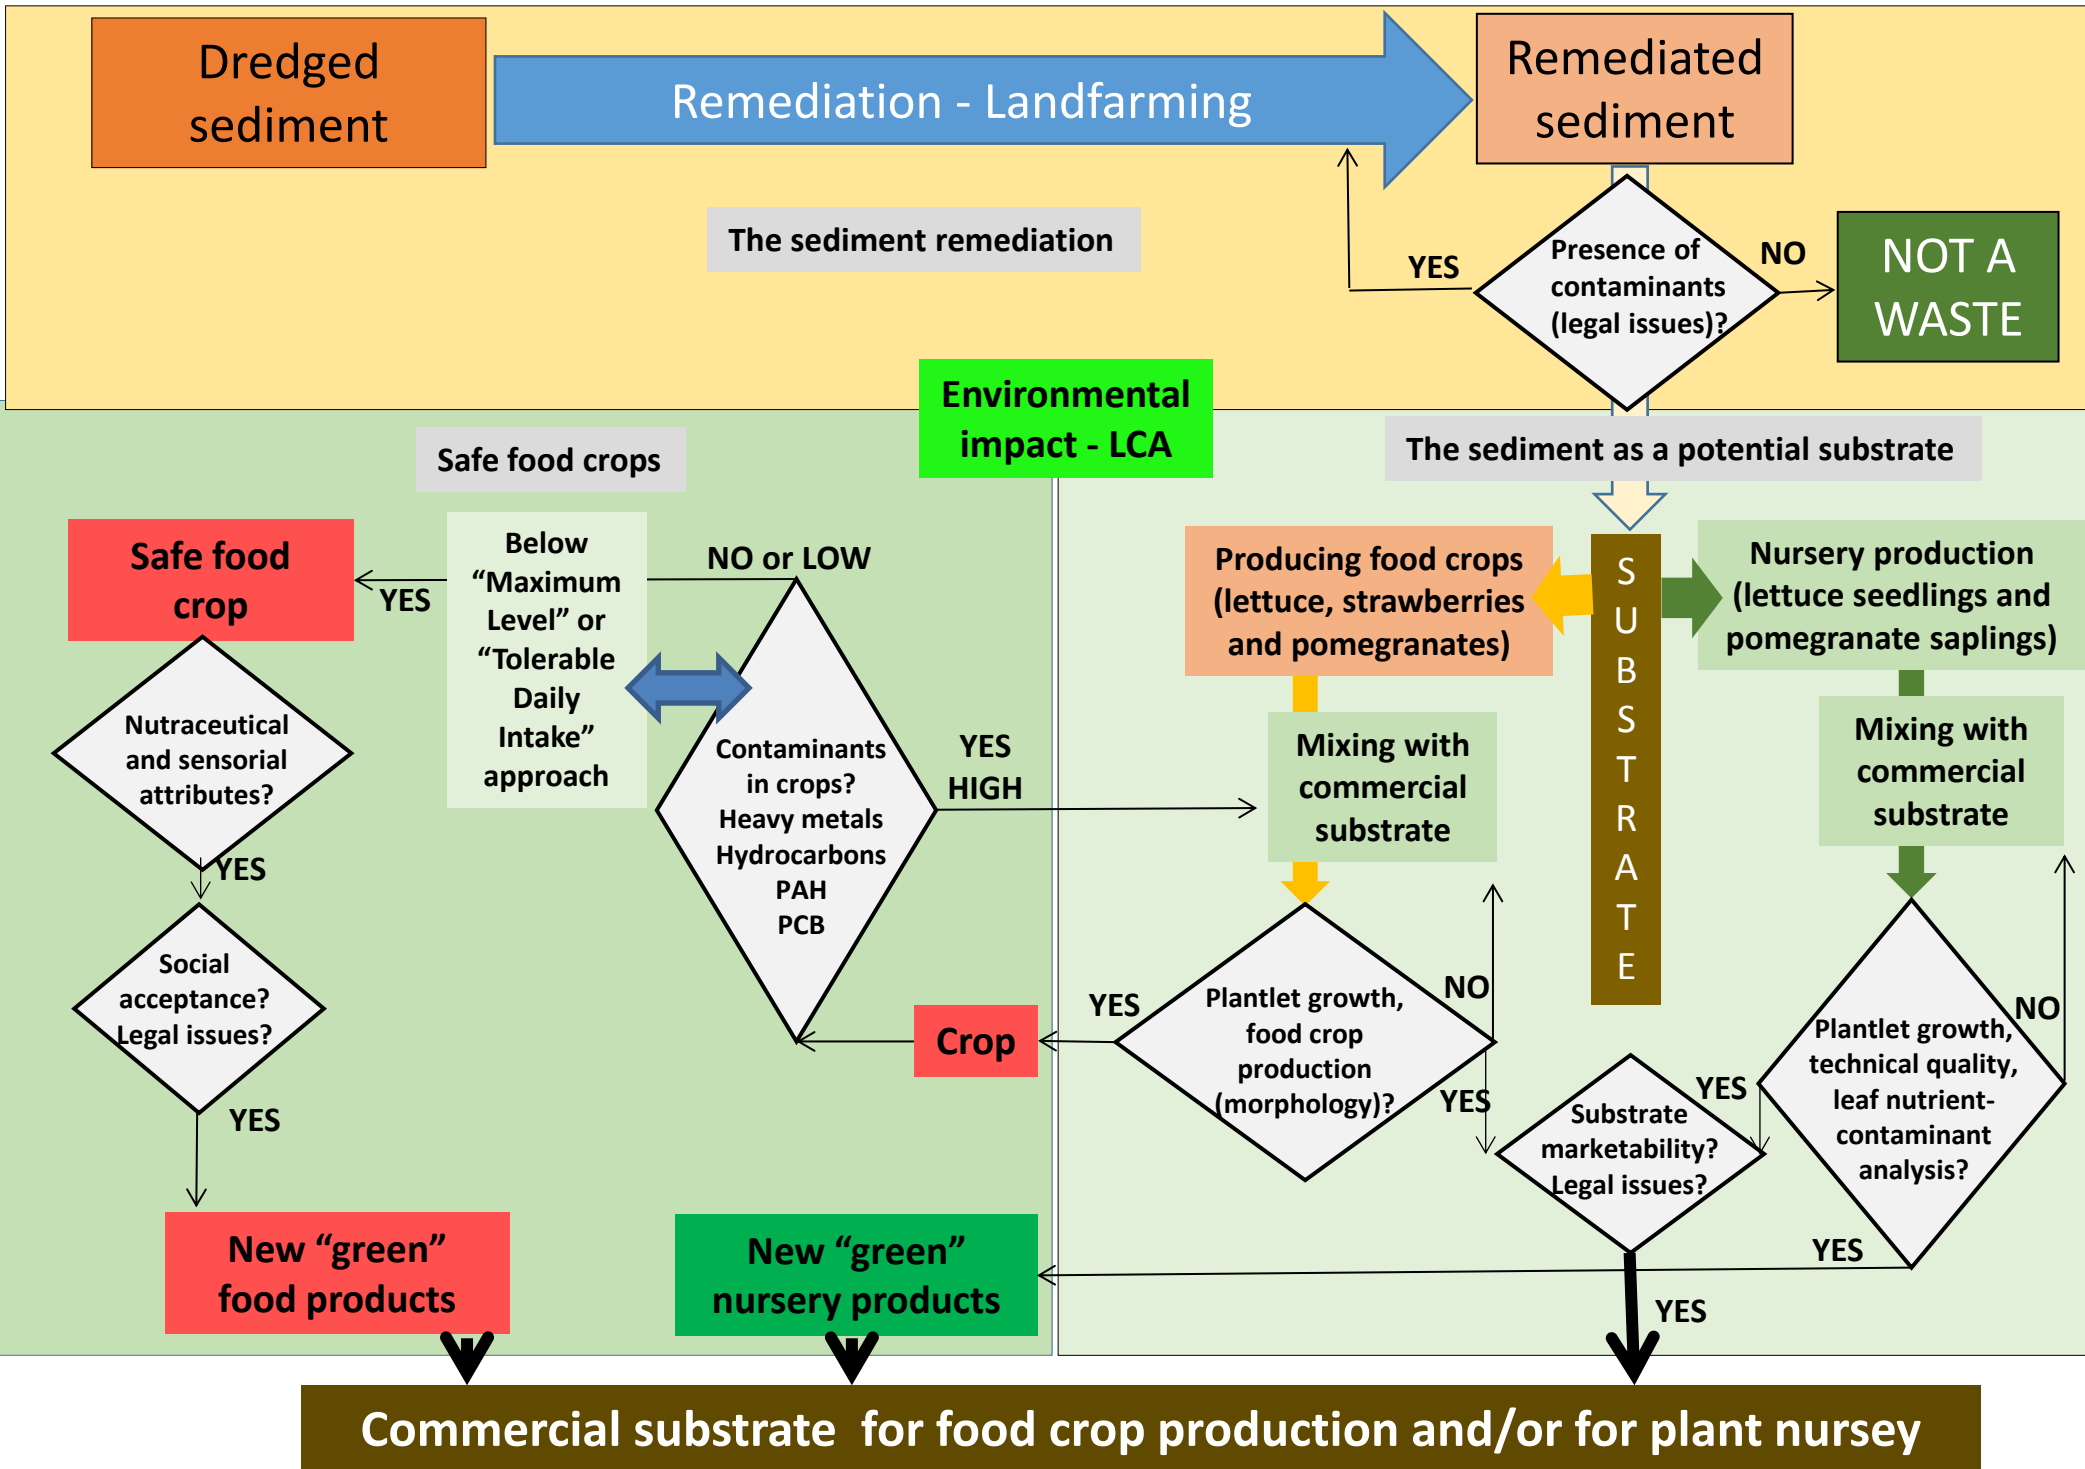 Dredged
sediment
Remediation - Landfarming
Remediated
sediment
The sediment remediation
YES
Presence of
contaminants
(legal issues)?
NO
NOT A
WASTE
Environmental
impact - LCA
Safe food crops
The sediment as a potential substrate
Safe food
crop
YES
Below
“Maximum
Level” or
“Tolerable
Daily
Intake”
approach
NO or LOW
Contaminants
in crops?
Heavy metals
Hydrocarbons
PAH
PCB
YES
HIGH
Nutraceutical
and sensorial
attributes?
YES
Social
acceptance?
Legal issues?
YES
New “green”
food products
New “green”
nursery products
Crop
Producing food crops
(lettuce, strawberries
and pomegranates)
Mixing with
commercial
substrate
YES
Plantlet growth,
food crop
production
(morphology)?
NO
YES
S
U
B
S
T
R
A
T
E
Nursery production
(lettuce seedlings and
pomegranate saplings)
Mixing with
commercial
substrate
NO
Plantlet growth,
technical quality,
leaf nutrient-
contaminant
analysis?
YES
Substrate
marketability?
Legal issues?
YES
YES
Commercial substrate  for food crop production and/or for plant nursey